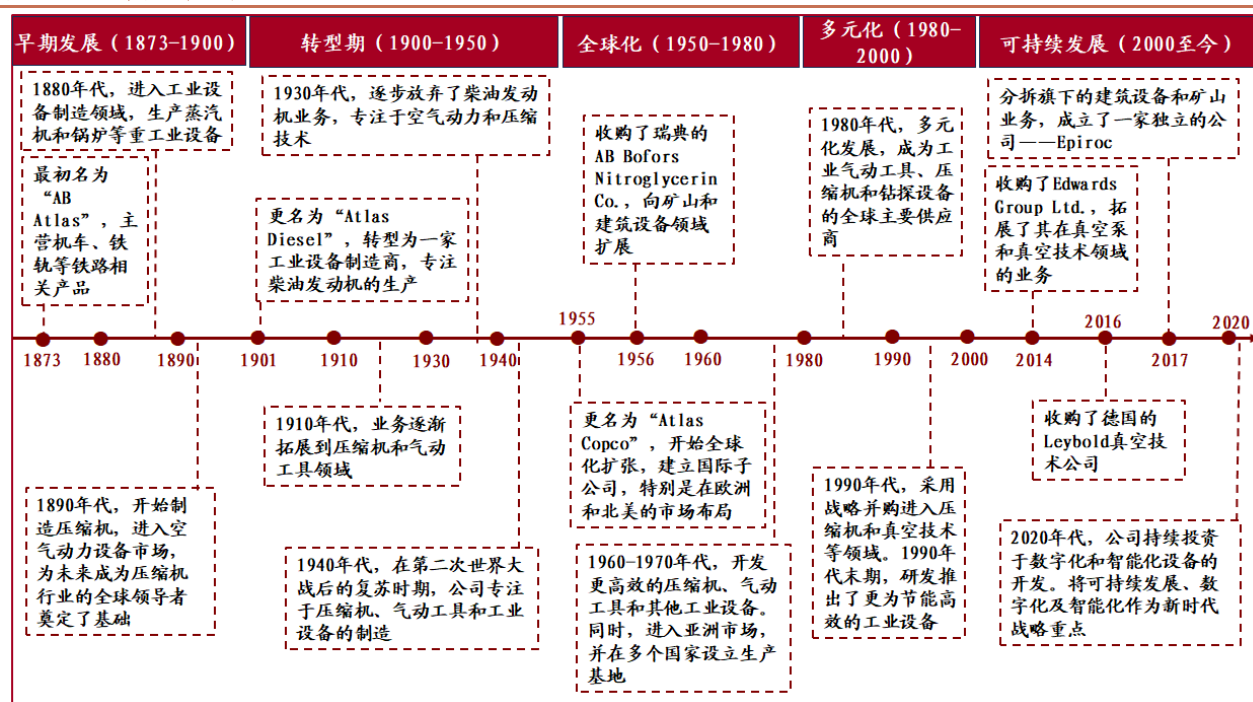 早期发展（1873-1900）
转型期（1900-1950）
全球化（1950-1980）
多元化（1980-
2000）
可持续发展（2000至今）
1880年代，进入工业设
备制造领域，生产蒸汽
机和锅炉等重工业设备
最初名为
“AB
Atlas”，主
营机车、铁
轨等铁路相
关产品
1930年代，逐步放弃了柴油发动
机业务，专注于空气动力和压缩
技术
更名为“Atlas
Diesel”，转型为一家
工业设备制造商，专注
柴油发动机的生产
收购了瑞典的
AB Bofors
Nitroglycerin
Co.，向矿山和
建筑设备领域
扩展
1980年代，多元
化发展，成为工
业气动工具、压
缩机和钻探设备
的全球主要供应
商
分拆旗下的建筑设备和矿山
业务，成立了一家独立的公
司——Epiroc
收购了Edwards
Group Ltd.，拓
展了其在真空泵
和真空技术领域
的业务
1955
2016
2020
1873
1880
1890
1901
1910
1930
1940
1956
1960
1980
1990
2000
2014
2017
1890年代，开始制
造压缩机，进入空
气动力设备市场，
为未来成为压缩机
行业的全球领导者
奠定了基础
1910年代，业务逐渐
拓展到压缩机和气动
工具领域
1940年代，在第二次世界大
战后的复苏时期，公司专注
于压缩机、气动工具和工业
设备的制造
更名为“Atlas
Copco”，开始全球
化扩张，建立国际子
公司，特别是在欧洲
和北美的市场布局
1960-1970年代，开发
更高效的压缩机、气动
工具和其他工业设备。
同时，进入亚洲市场，
并在多个国家设立生产
基地
1990年代，采用
战略并购进入压
缩机和真空技术
等领域。1990年
代末期，研发推
出了更为节能高
效的工业设备
收购了德国的
Leybold真空技
术公司
2020年代，公司持续投资
于数字化和智能化设备的
开发。将可持续发展、数
字化及智能化作为新时代
战略重点